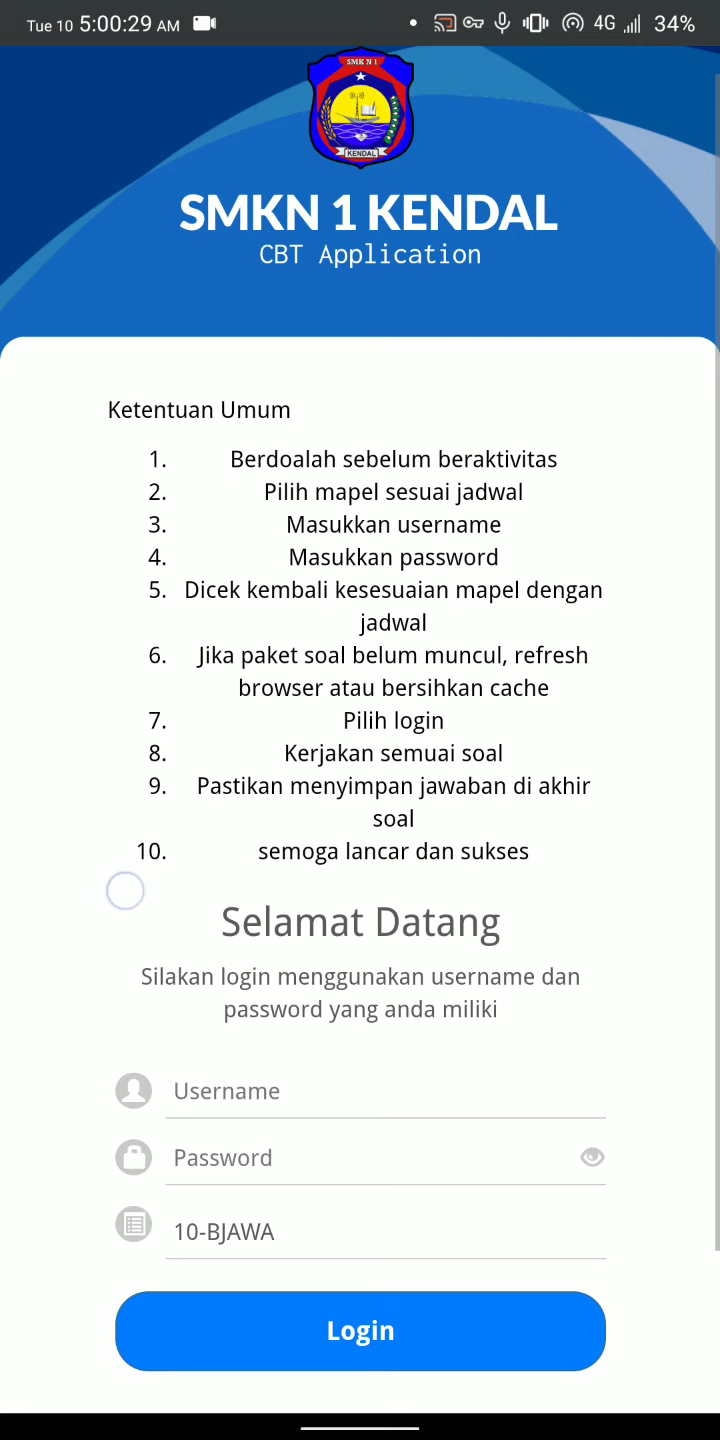 Tue 10 5:00:29 AM 4G 34%
SMK N 1
KENDAL
SMKN 1 KENDAL
CBT Application
Ketentuan Umum
1. Berdoalah sebelum beraktivitas
2. Pilih mapel sesuai jadwal
3. Masukkan username
4. Masukkan password
5. Dicek kembali kesesuaian mapel dengan
jadwal
6. Jika paket soal belum muncul, refresh
browser atau bersihkan cache
7. Pilih login
8. Kerjakan semuai soal
9. Pastikan menyimpan jawaban di akhir
soal
10. semoga lancar dan sukses
Selamat Datang
Silakan login menggunakan username dan
password yang anda miliki
Username
Password
10-BJAWA
Login